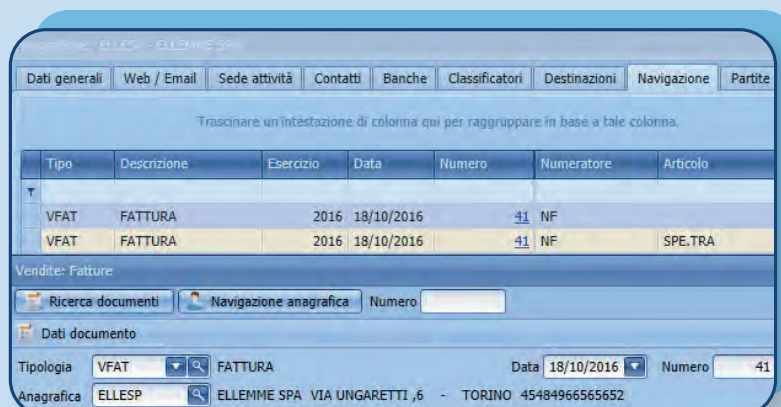 ELLESP - ELLEMME SPA
Dati generali Web / Email Sede attività Contatti Banche Classificatori Destinazioni Navigazione Partite
Trascinare un'intestazione di colonna qui per raggruppare in base a tale colonna.
Tipo Descrizione Esercizio Data Numero Numeratore Articolo
VFAT FATTURA 2016 18/10/2016 41 NF
VFAT FATTURA 2016 18/10/2016 41 NF SPE.TRA
Vendite: Fatture
Ricerca documenti Navigazione anagrafica Numero
Dati documento
Tipologia VFAT FATTURA Data 18/10/2016 Numero 41
Anagrafica ELLESP ELLEMME SPA VIA UNGARETTI ,6 - TORINO 45484966565652